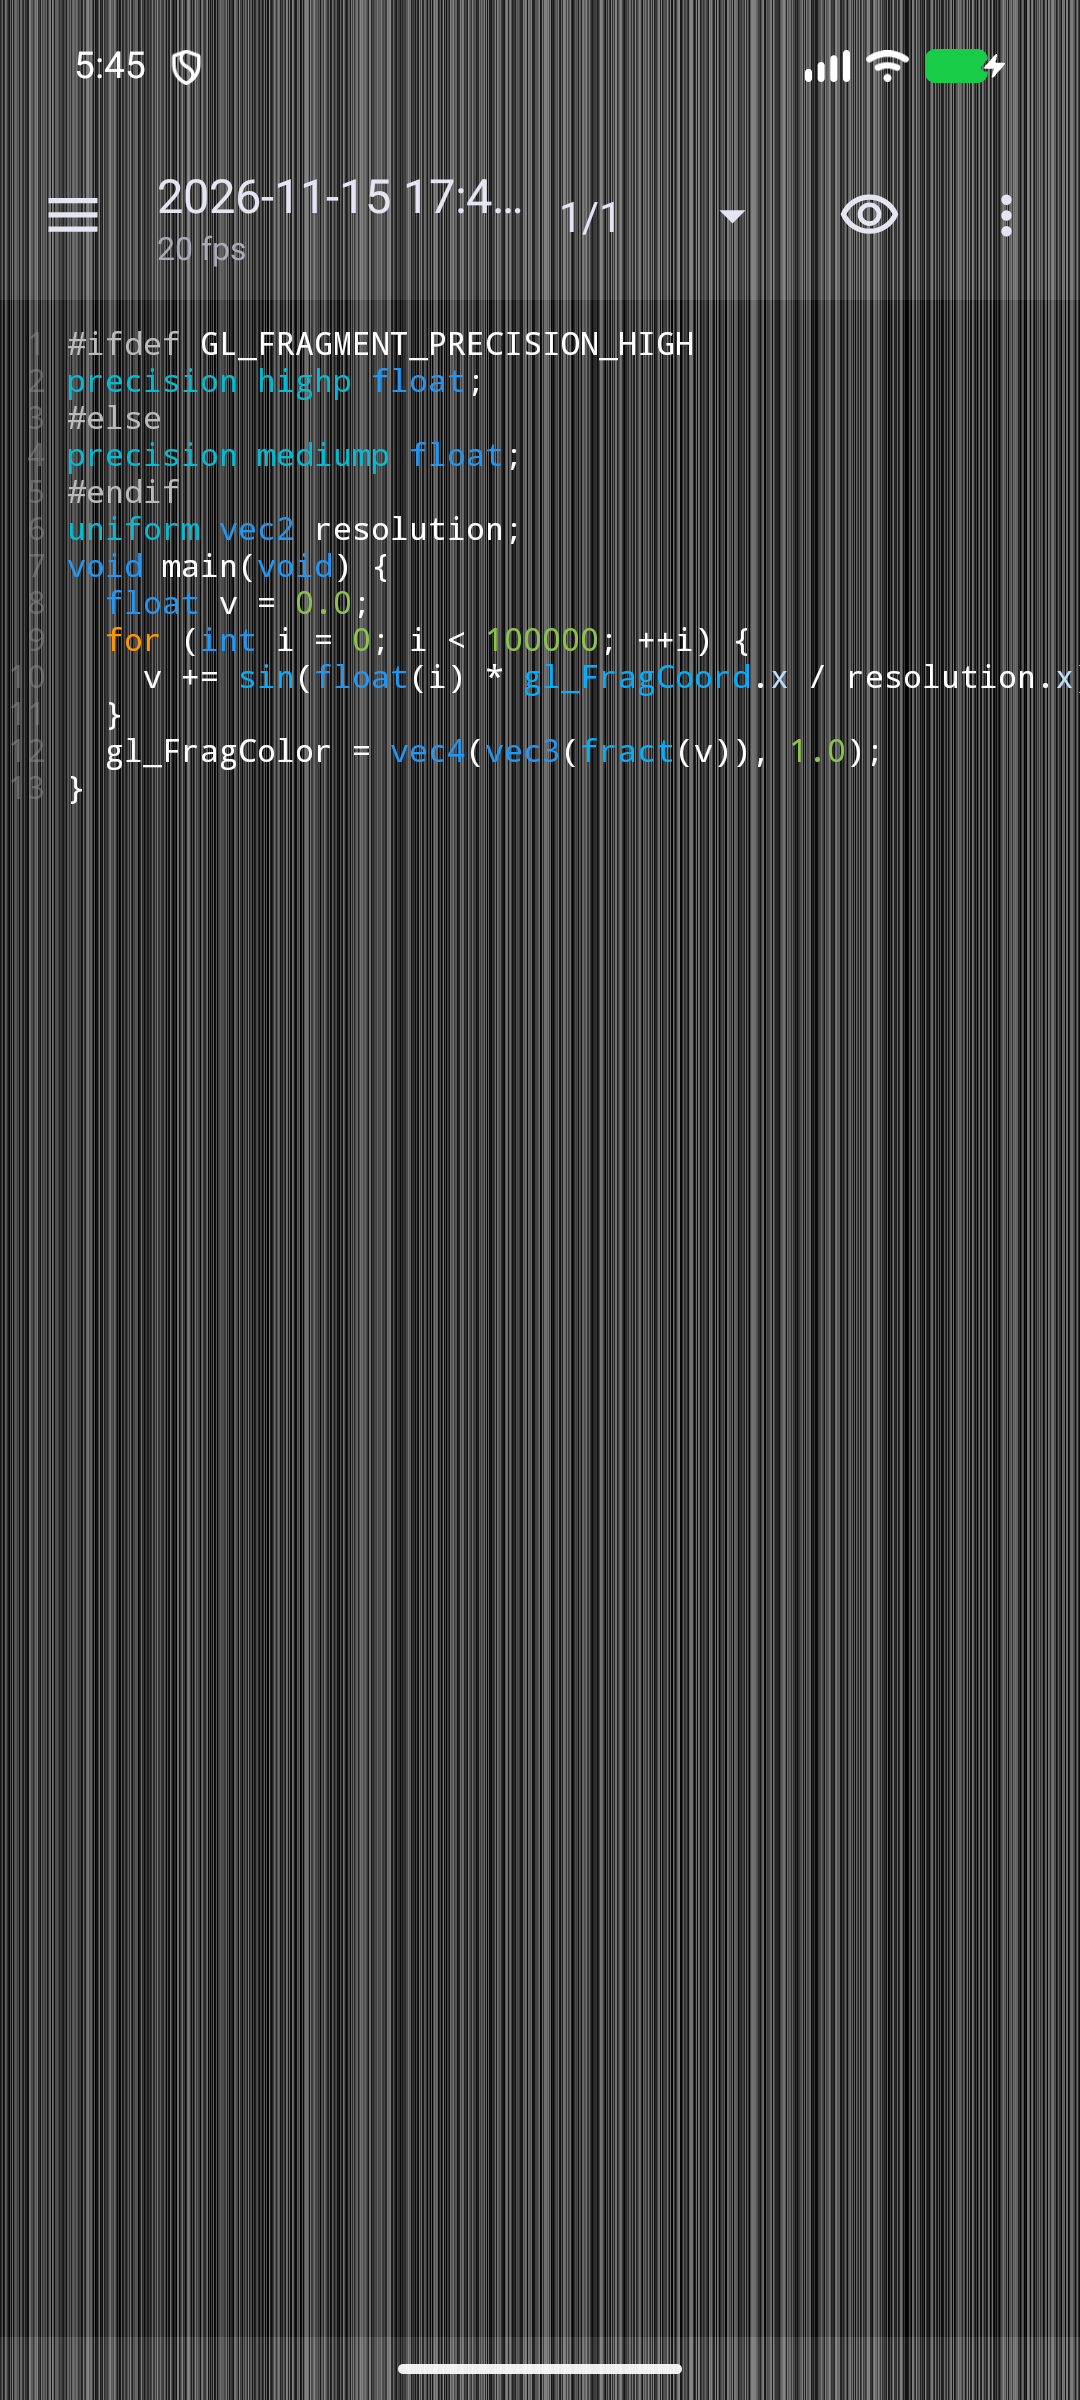 5:45
2026-11-15 17:4...
20 fps
1/1
1 #ifdef GL_FRAGMENT_PRECISION_HIGH
2 precision highp float;
3 #else
4 precision mediump float;
5 #endif
6 uniform vec2 resolution;
7 void main(void) {
8   float v = 0.0;
9   for (int i = 0; i < 100000; ++i) {
10     v += sin(float(i) * gl_FragCoord.x / resolution.x
11   }
12   gl_FragColor = vec4(vec3(fract(v)), 1.0);
13 }